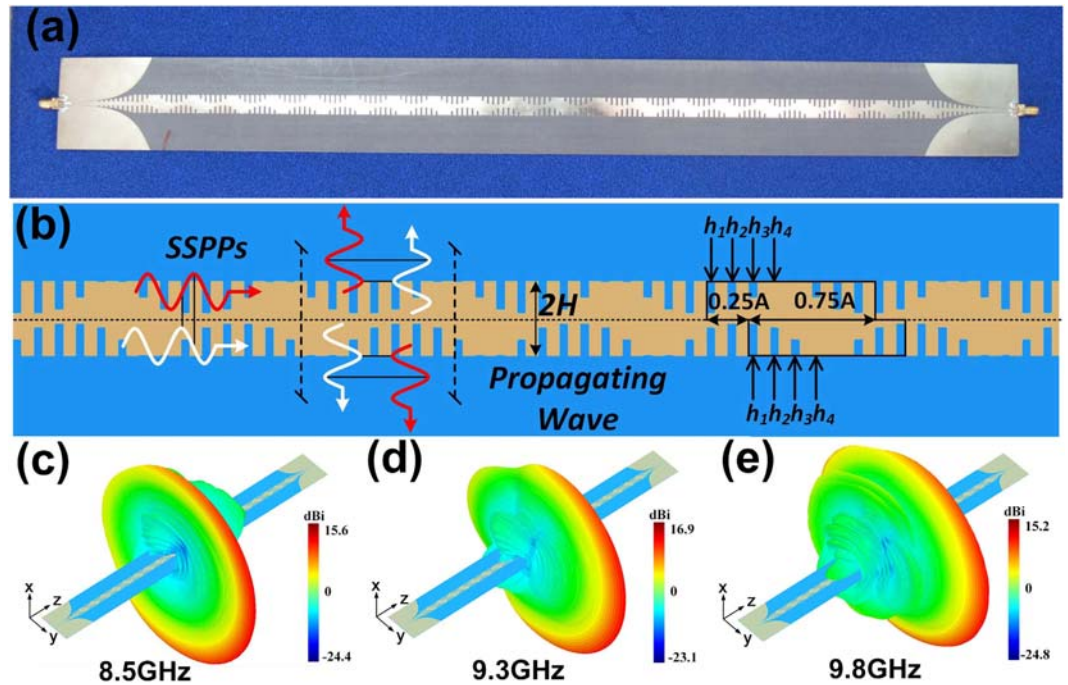 (a)
(b)
SSPPs
h1h2h3h4
2H
0.25A
0.75A
Propagating
Wave
h1h2h3h4
(c)
(d)
(e)
dBi
15.6
0
-24.4
x
z
y
8.5GHz
dBi
16.9
0
-23.1
x
z
y
9.3GHz
dBi
15.2
0
-24.8
x
z
y
9.8GHz